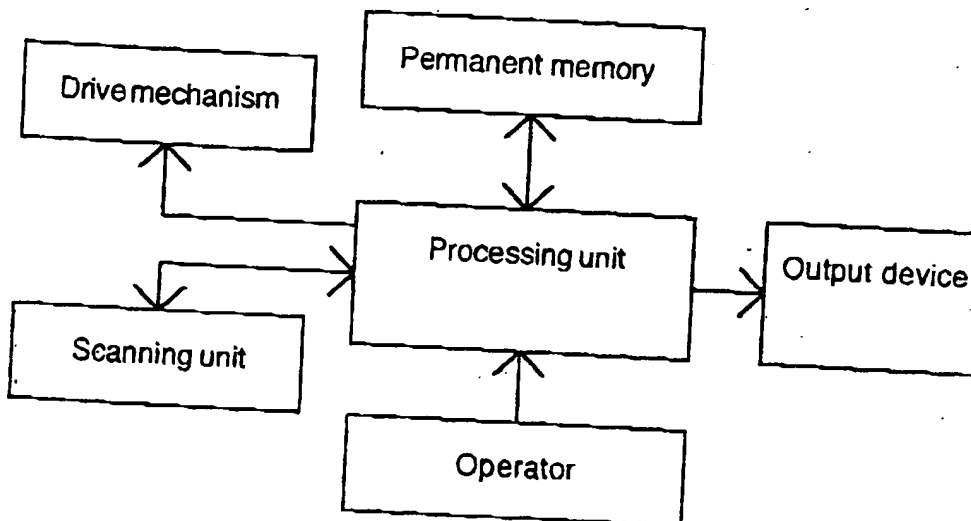 Permanent memory
Drive mechanism
Processing unit
Output device
Scanning unit
Operator